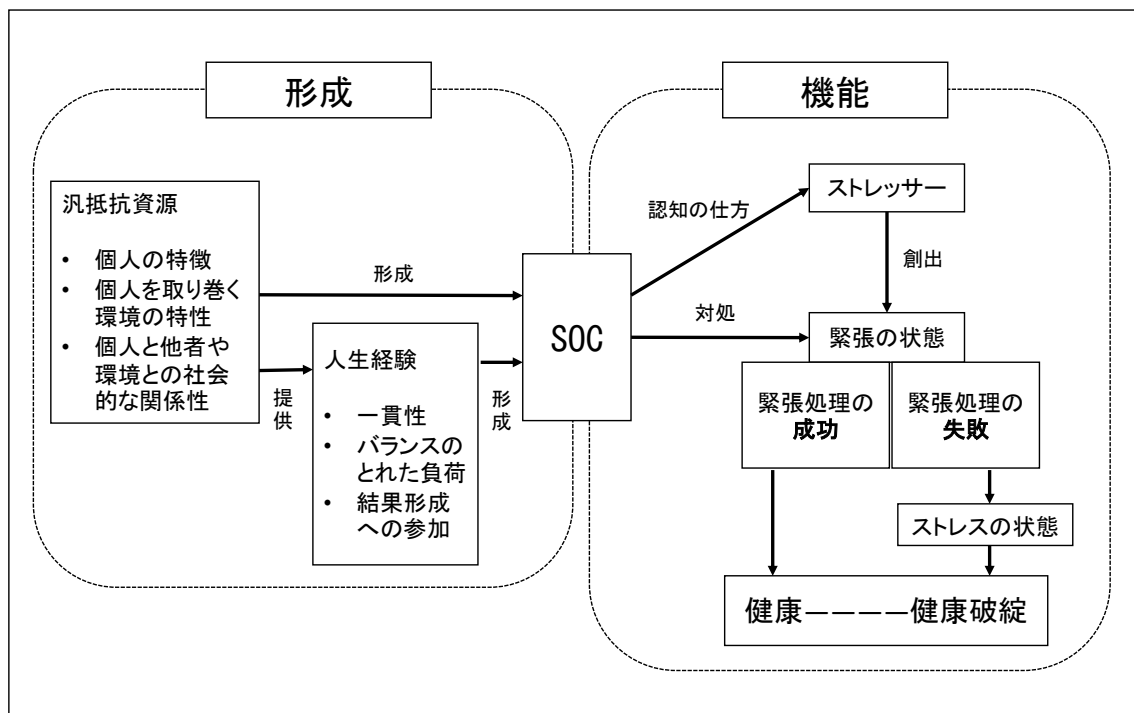 形成
汎抵抗資源
• 個人の特徴
• 個人を取り巻く
環境の特性
• 個人と他者や
環境との社会
的な関係性
形成
提
供
人生経験
• 一貫性
• バランスの
とれた負荷
• 結果形成
への参加
形
成
SOC
機能
認知の仕方
ストレッサー
創出
対処
緊張の状態
緊張処理の
成功
緊張処理の
失敗
ストレスの状態
健康————健康破綻